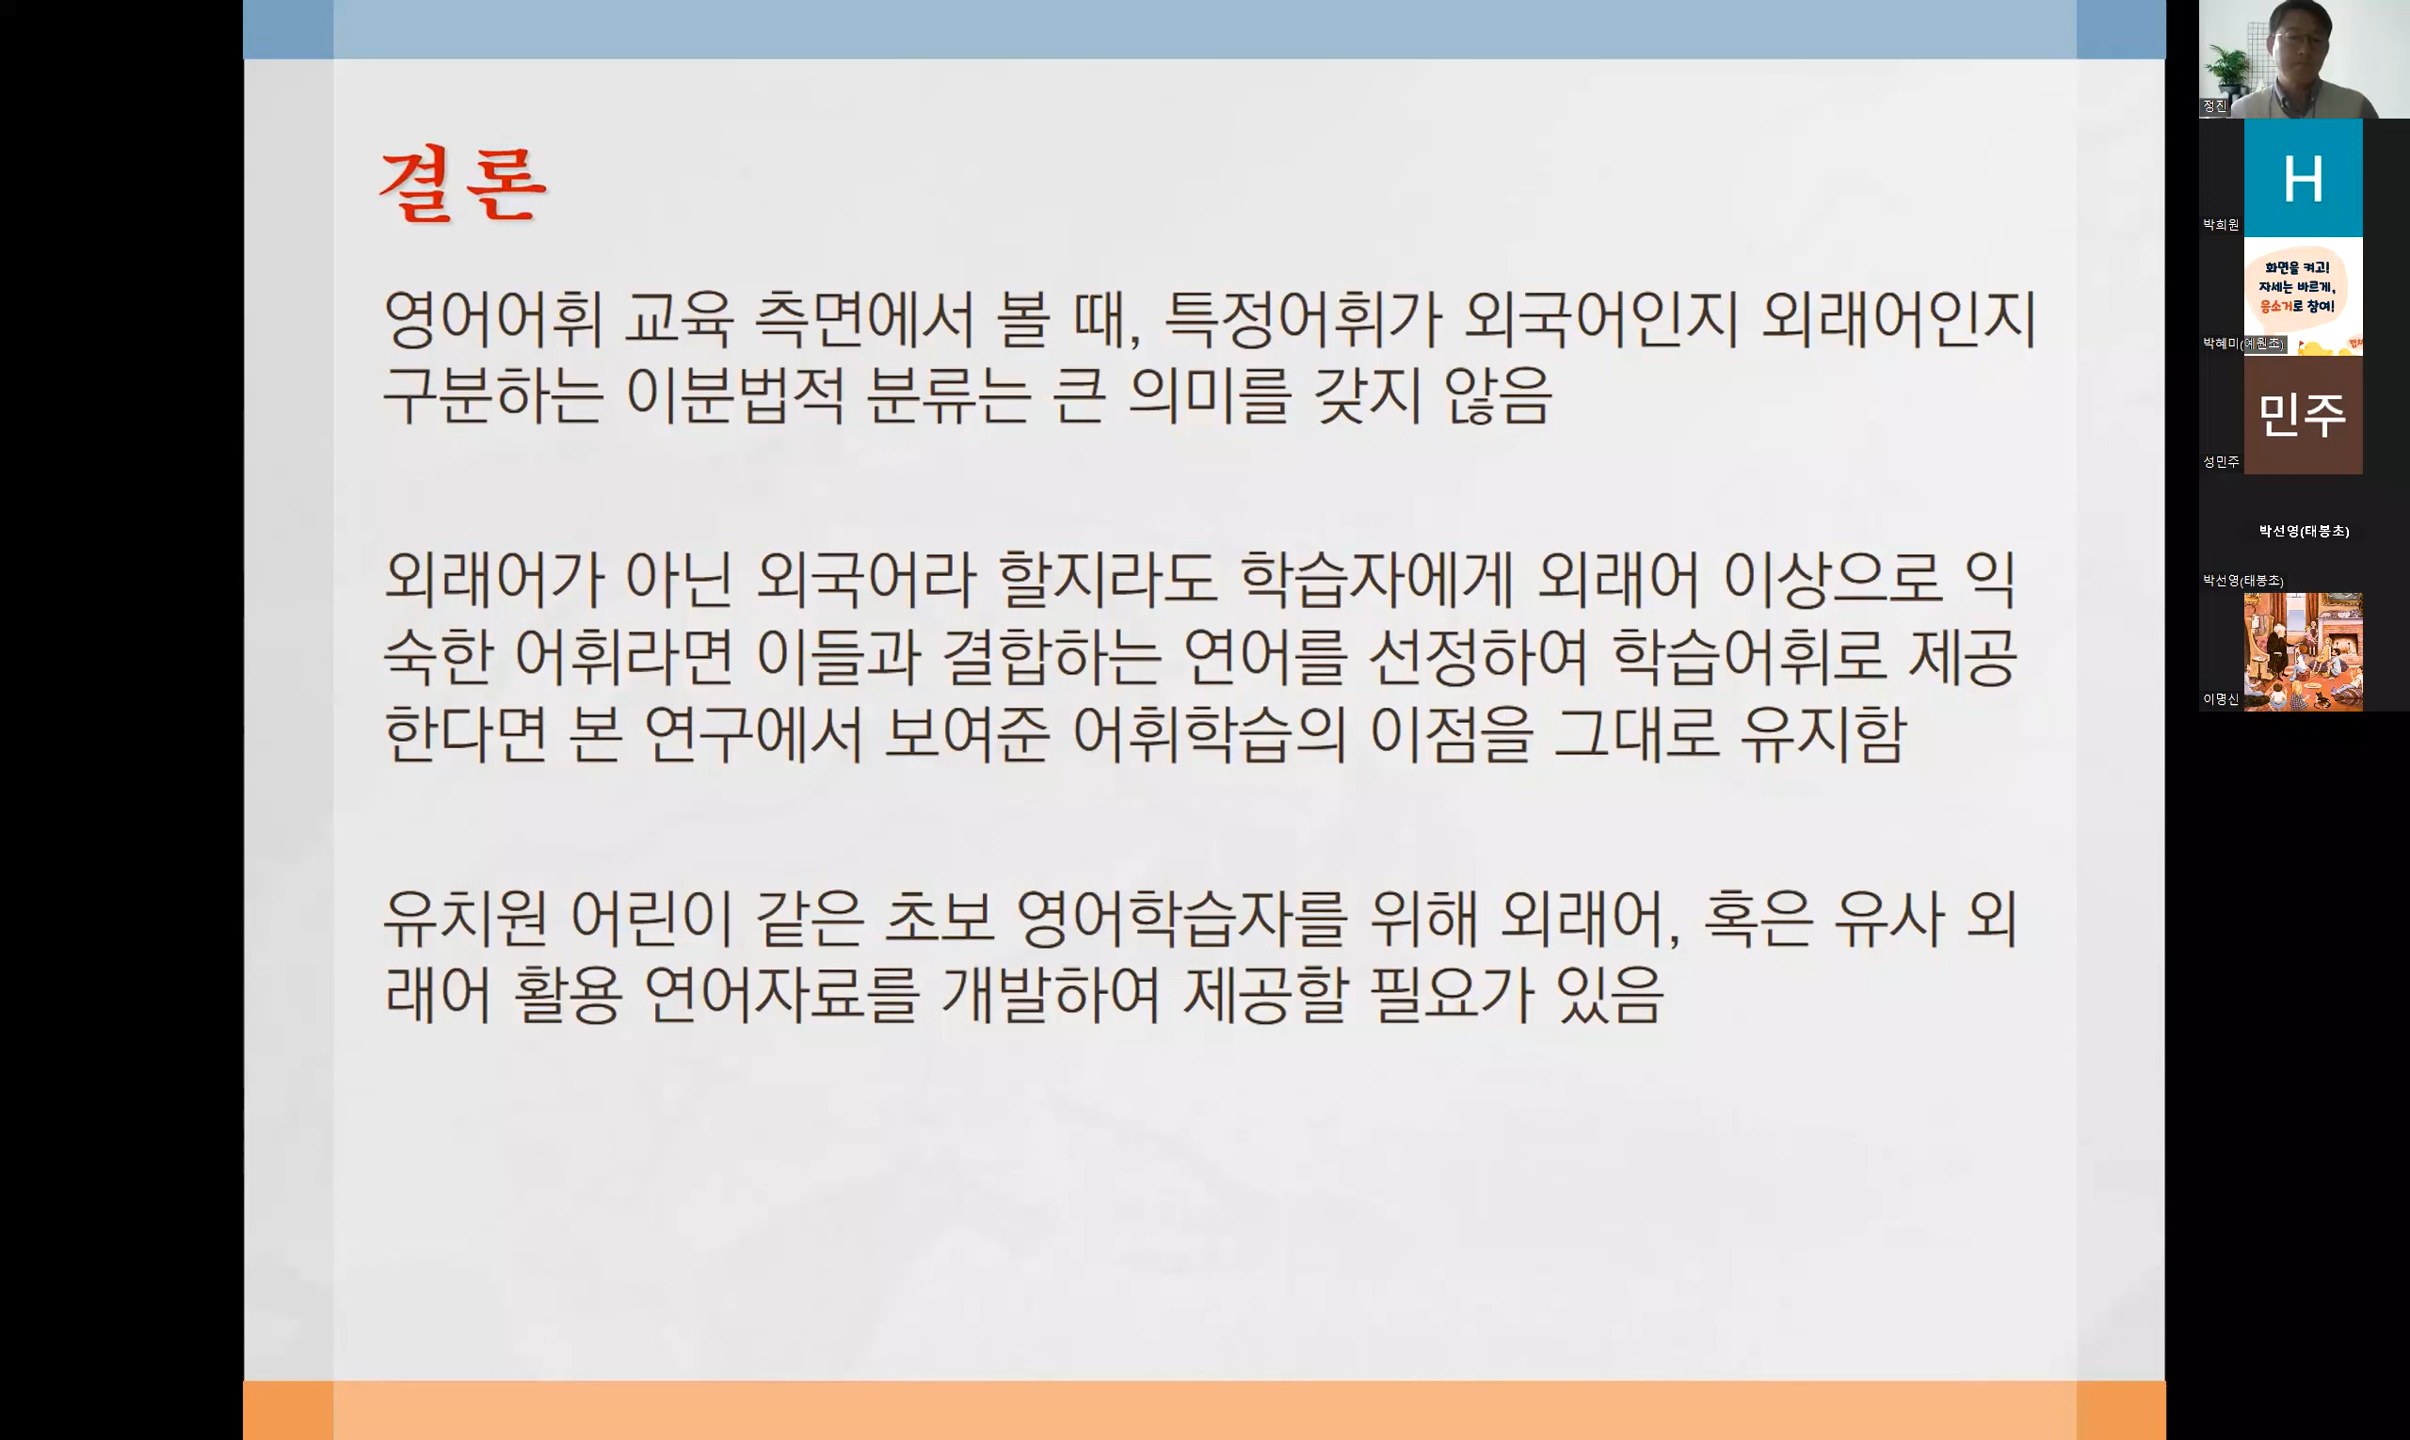 결론
영어어휘 교육 측면에서 볼 때, 특정어휘가 외국어인지 외래어인지
구분하는 이분법적 분류는 큰 의미를 갖지 않음
외래어가 아닌 외국어라 할지라도 학습자에게 외래어 이상으로 익
숙한 어휘라면 이들과 결합하는 연어를 선정하여 학습어휘로 제공
한다면 본 연구에서 보여준 어휘학습의 이점을 그대로 유지함
유치원 어린이 같은 초보 영어학습자를 위해 외래어, 혹은 유사 외
래어 활용 연어자료를 개발하여 제공할 필요가 있음
정진
H
박희원
화면을 켜고!
자세는 바르게,
음소거로 참여!
박혜미(예원초)
민주
성민주
박선영(태봉초)
박선영(태봉초)
이명신